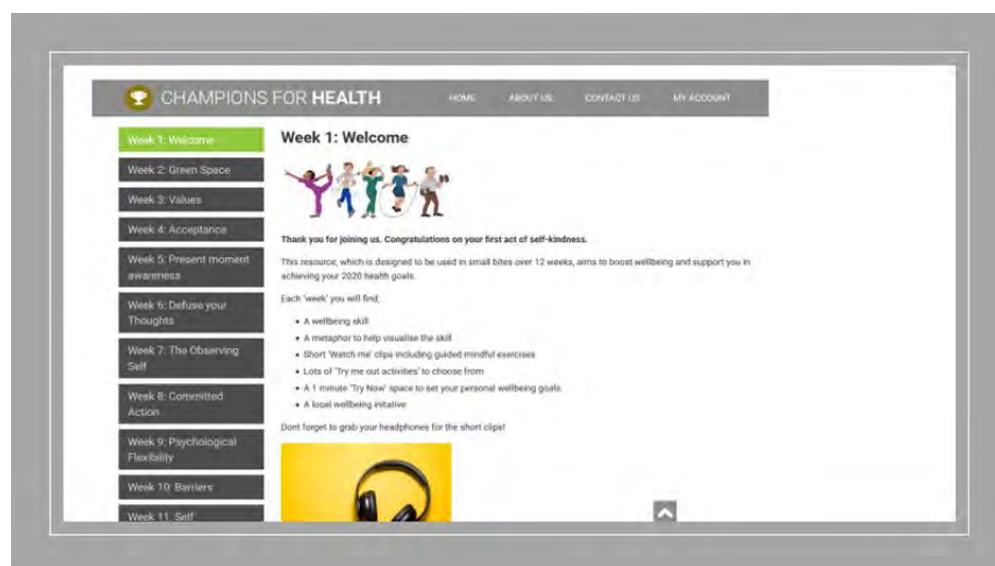 CHAMPIONS FOR HEALTH
HOME ABOUT US CONTACT US MY ACCOUNT
Week 1: Welcome
Week 2: Green Space
Week 3: Values
Week 4: Acceptance
Week 5: Present moment
awareness
Week 6: Defuse your
Thoughts
Week 7: The Observing
Self
Week 8: Committed
Action
Week 9: Psychological
Flexibility
Week 10: Barriers
Week 11: Self
Week 1: Welcome
Thank you for joining us. Congratulations on your first act of self-kindness.
This resource, which is designed to be used in small bites over 12 weeks, aims to boost wellbeing and support you in
achieving your 2020 health goals.
Each 'week' you will find:
• A wellbeing skill
• A metaphor to help visualise the skill
• Short 'Watch me' clips including guided mindful exercises
• Lots of 'Try me out activities' to choose from
• A 1 minute 'Try Now' space to set your personal wellbeing goals
• A local wellbeing initative
Dont forget to grab your headphones for the short clips!